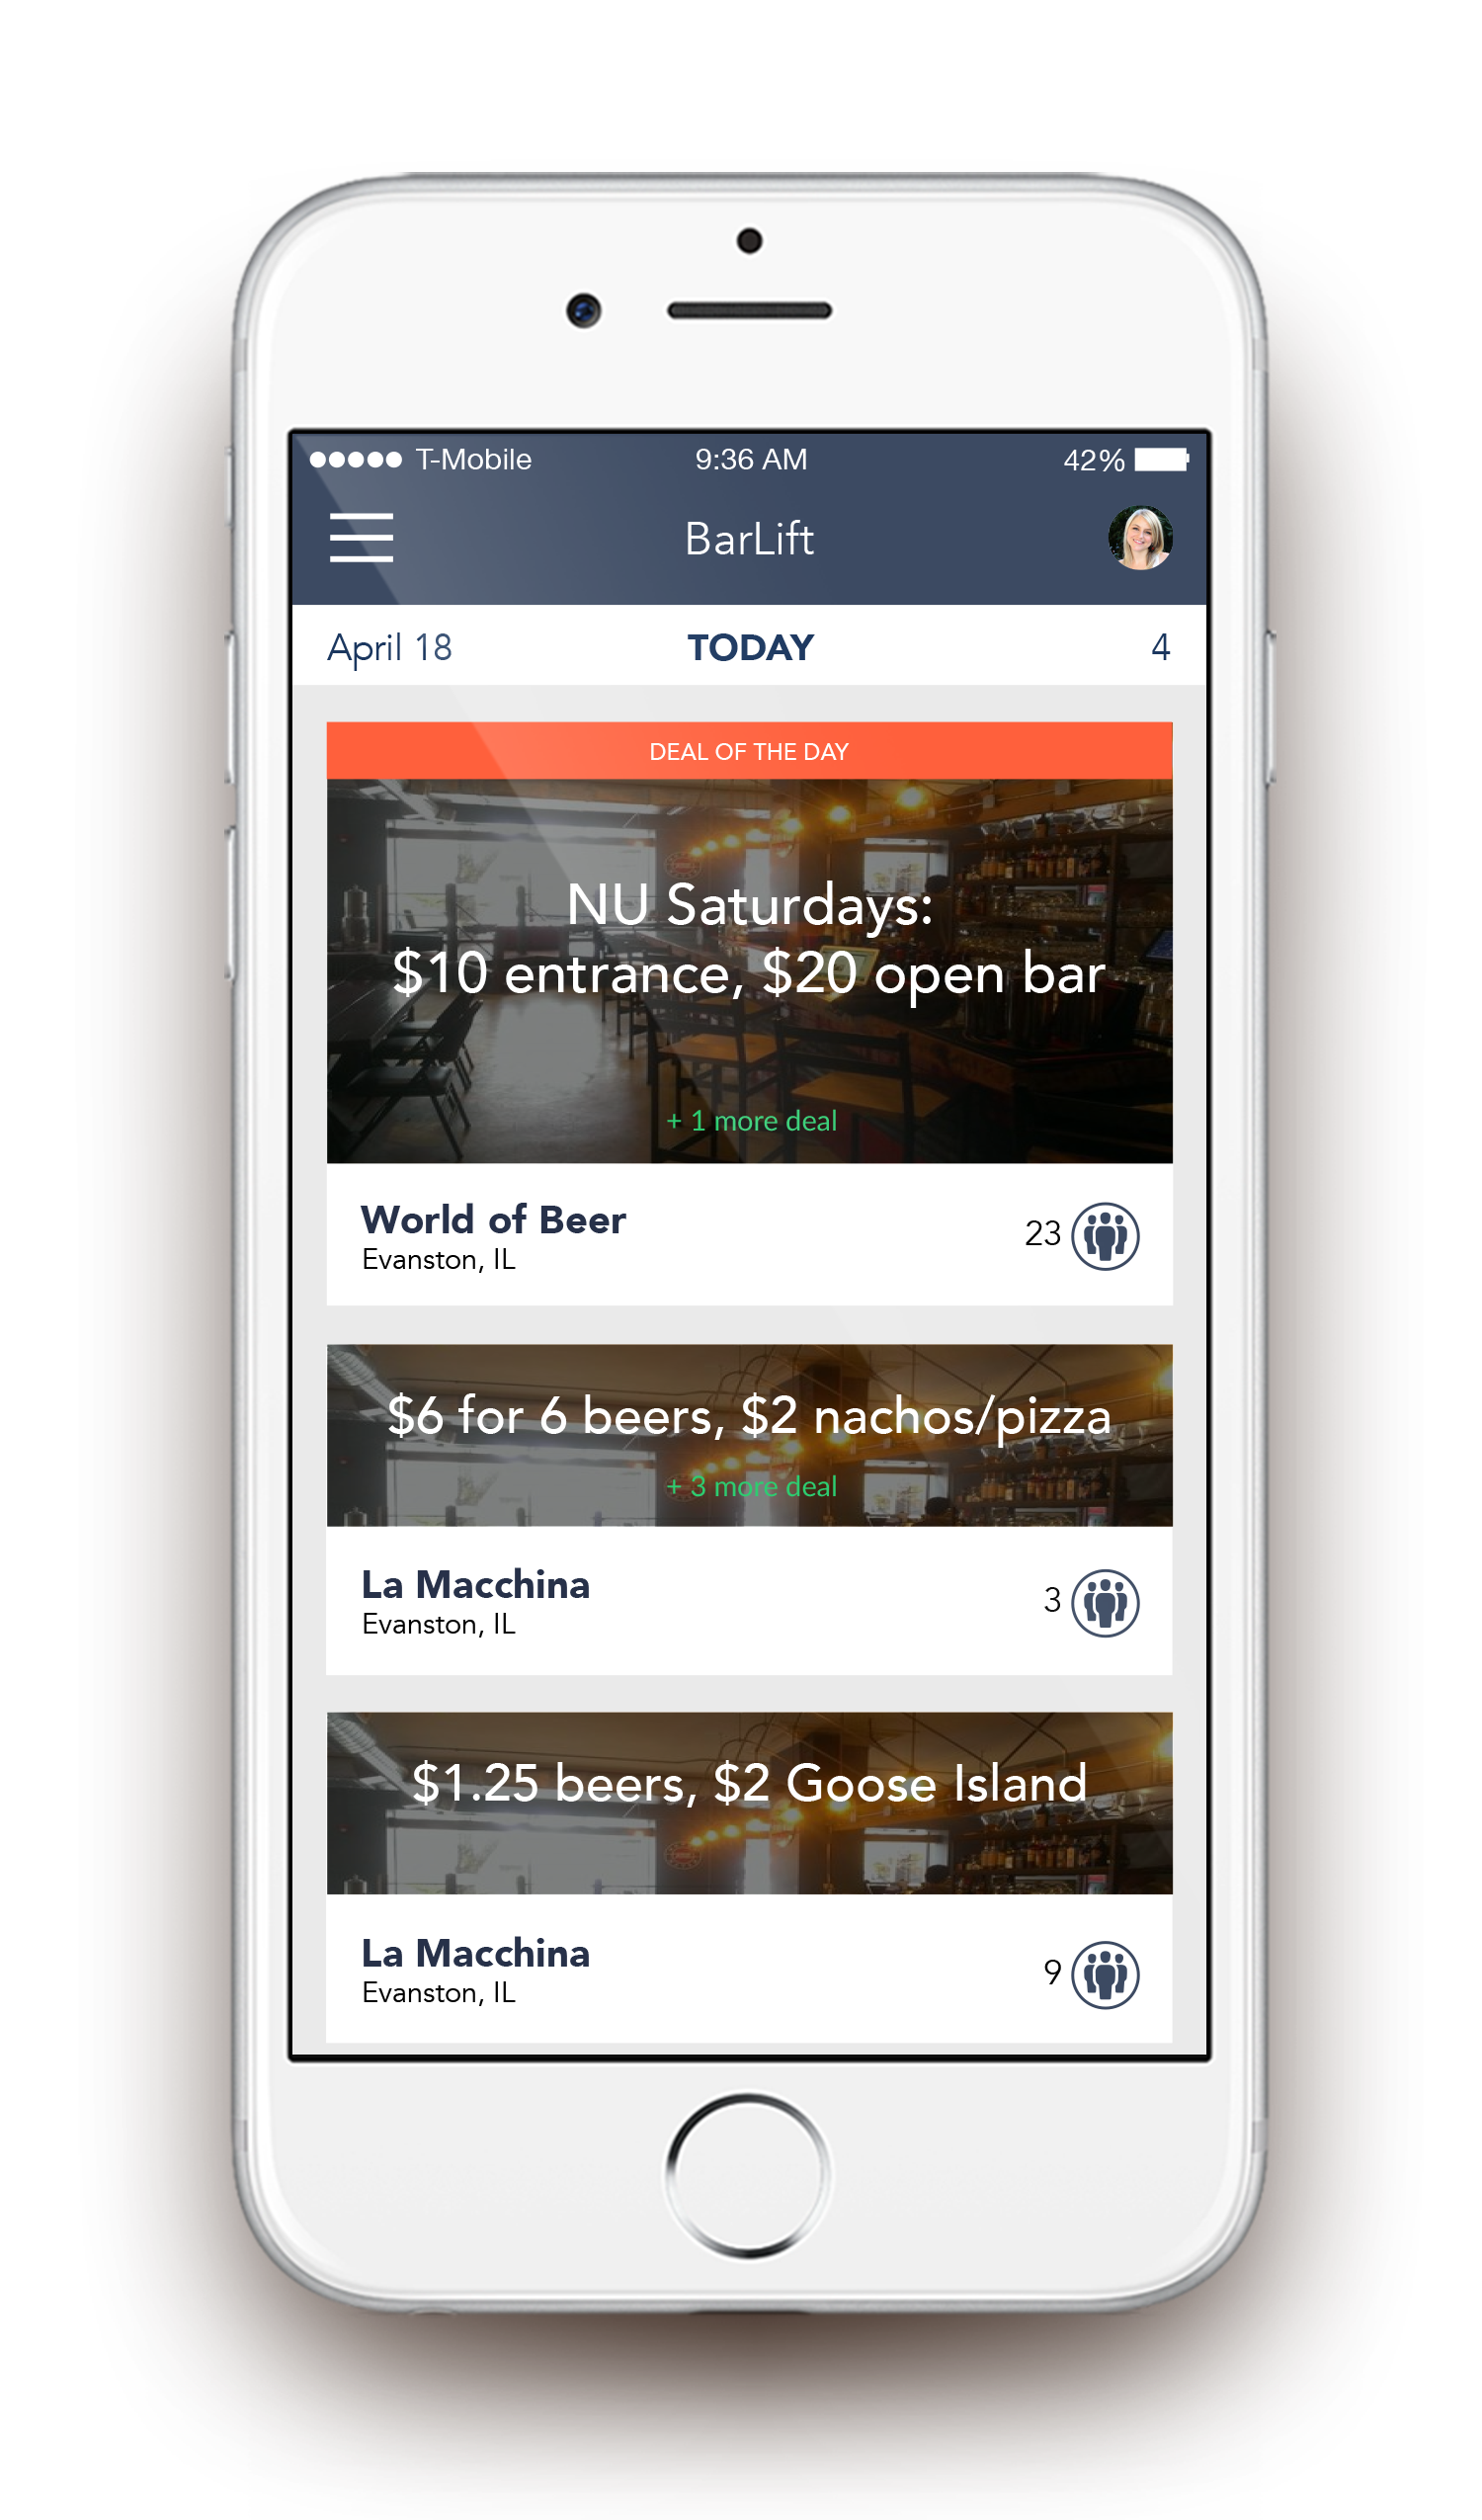 T-Mobile 9:36 AM 42%
BarLift
April 18 TODAY 4
DEAL OF THE DAY
NU Saturdays:
$10 entrance, $20 open bar
+ 1 more deal
World of Beer
Evanston, IL
23
$6 for 6 beers, $2 nachos/pizza
+ 3 more deal
La Macchina
Evanston, IL
3
$1.25 beers, $2 Goose Island
La Macchina
Evanston, IL
9